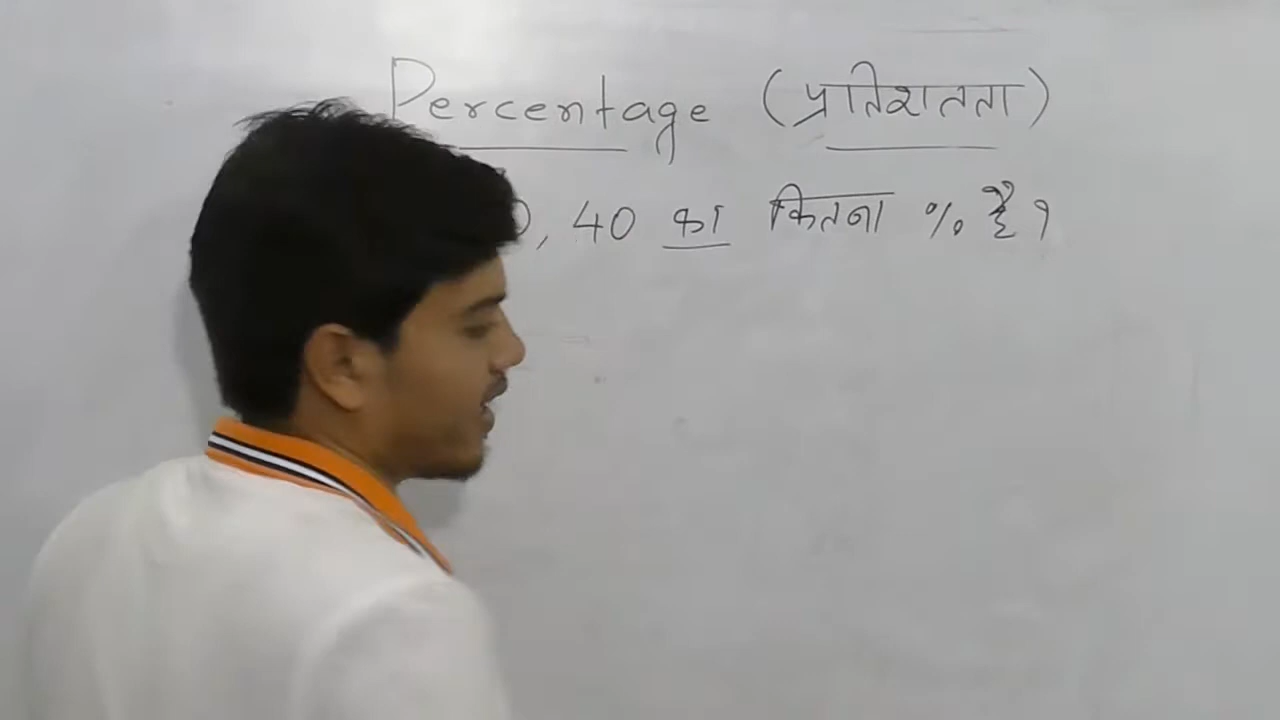 Percentage (प्रतिशतता)
, 40 का कितना % है?